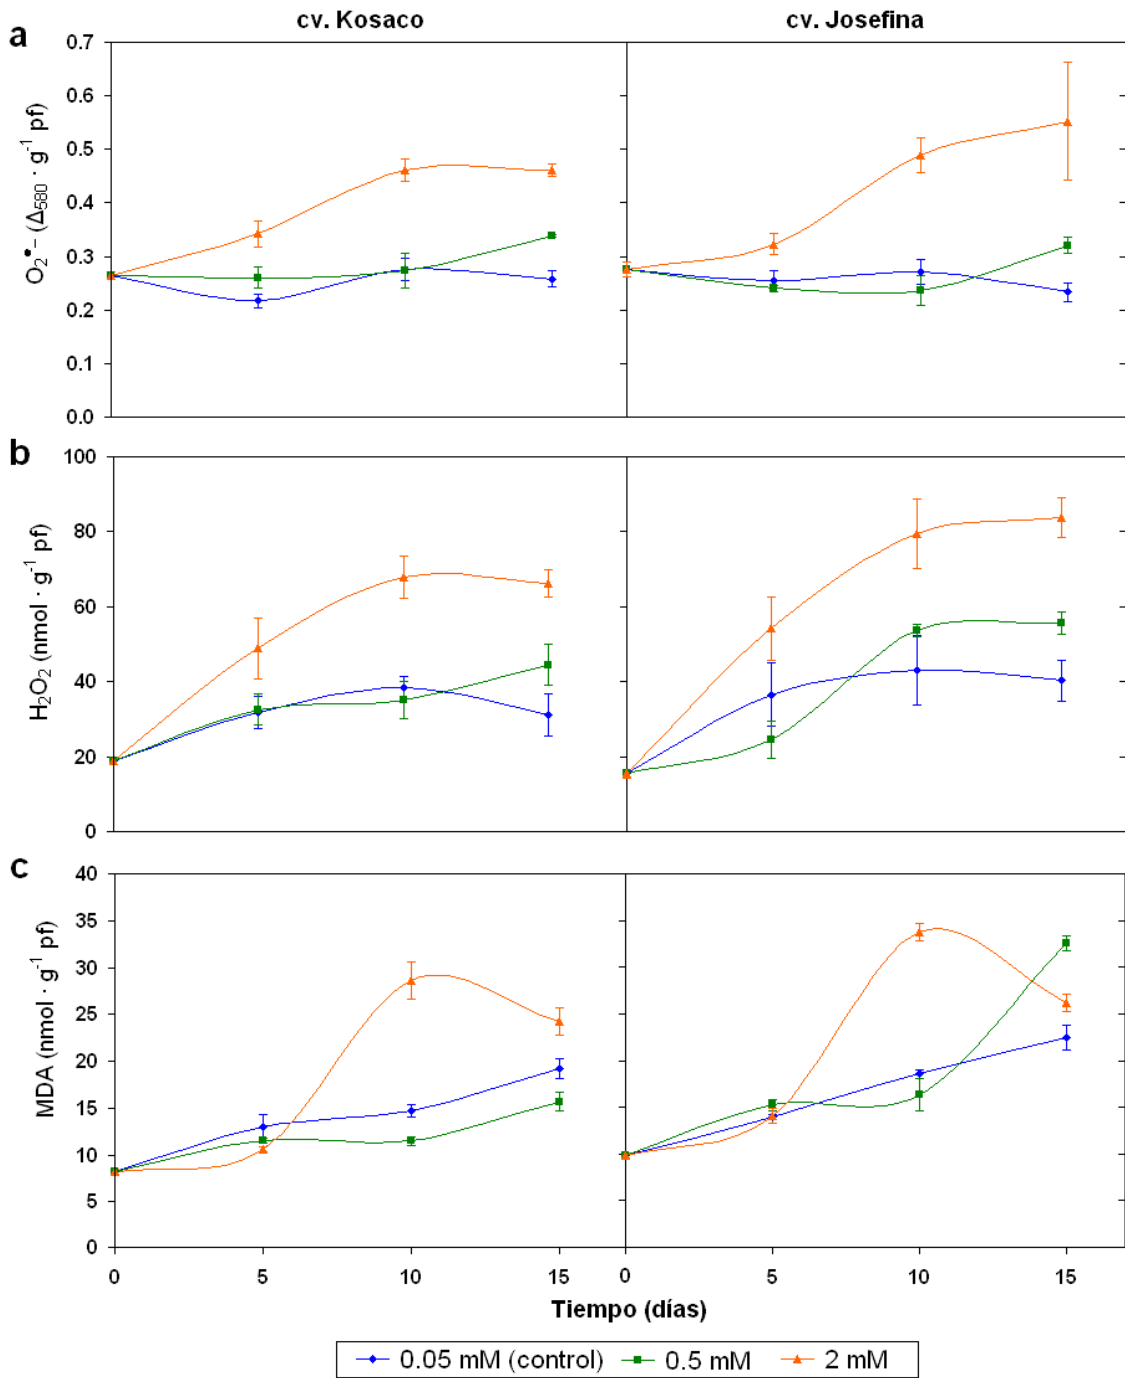 cv. Kosaco cv. Josefina
a
O₂•– (Δ₅₈₀ · g⁻¹ pf)
0.7
0.6
0.5
0.4
0.3
0.2
0.1
0.0
b
H₂O₂ (nmol · g⁻¹ pf)
100
80
60
40
20
0
c
MDA (nmol · g⁻¹ pf)
40
35
30
25
20
15
10
5
0
0 5 10 15 0 5 10 15
Tiempo (días)
0.05 mM (control) 0.5 mM 2 mM